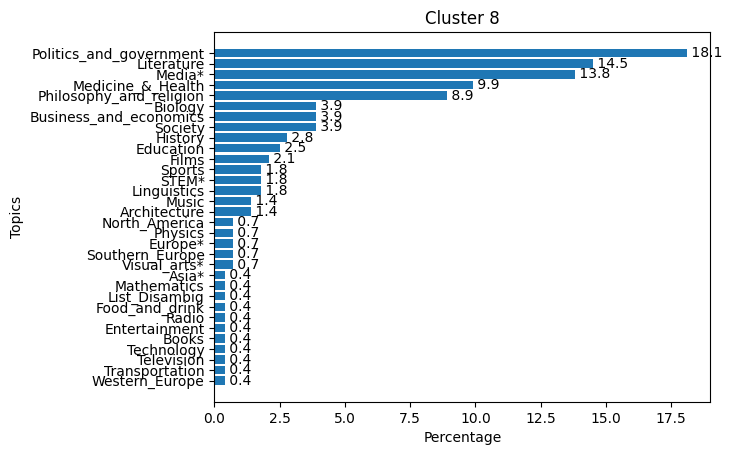 Cluster 8
Politics_and_government 18.1
Literature 14.5
Media* 13.8
Medicine_&_Health 9.9
Philosophy_and_religion 8.9
Biology 3.9
Business_and_economics 3.9
Society 3.9
History 2.8
Education 2.5
Films 2.1
Sports 1.8
STEM* 1.8
Linguistics 1.8
Music 1.4
Architecture 1.4
North_America 0.7
Physics 0.7
Europe* 0.7
Southern_Europe 0.7
Visual_arts* 0.7
Asia* 0.4
Mathematics 0.4
List_Disambig 0.4
Food_and_drink 0.4
Radio 0.4
Entertainment 0.4
Books 0.4
Technology 0.4
Television 0.4
Transportation 0.4
Western_Europe 0.4
Topics
0.0 2.5 5.0 7.5 10.0 12.5 15.0 17.5
Percentage